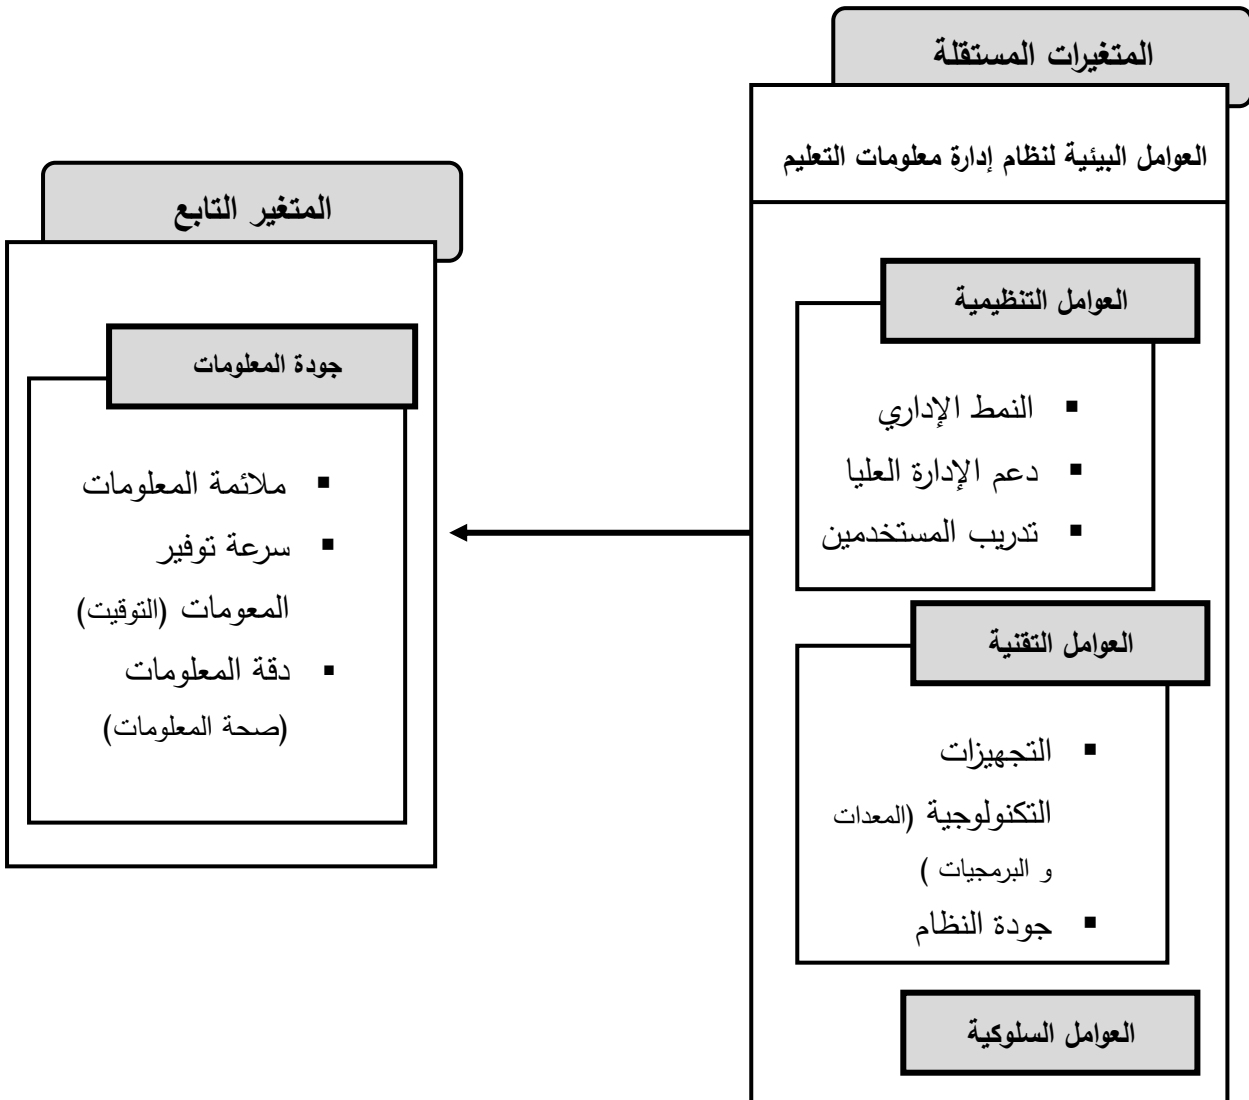 المتغيرات المستقلة
العوامل البيئية لنظام إدارة معلومات التعليم
العوامل التنظيمية
▪ النمط الإداري
▪ دعم الإدارة العليا
▪ تدريب المستخدمين
العوامل التقنية
▪ التجهيزات
التكنولوجية (المعدات
و البرمجيات )
▪ جودة النظام
العوامل السلوكية
المتغير التابع
جودة المعلومات
▪ ملائمة المعلومات
▪ سرعة توفير
المعومات (التوقيت)
▪ دقة المعلومات
(صحة المعلومات)